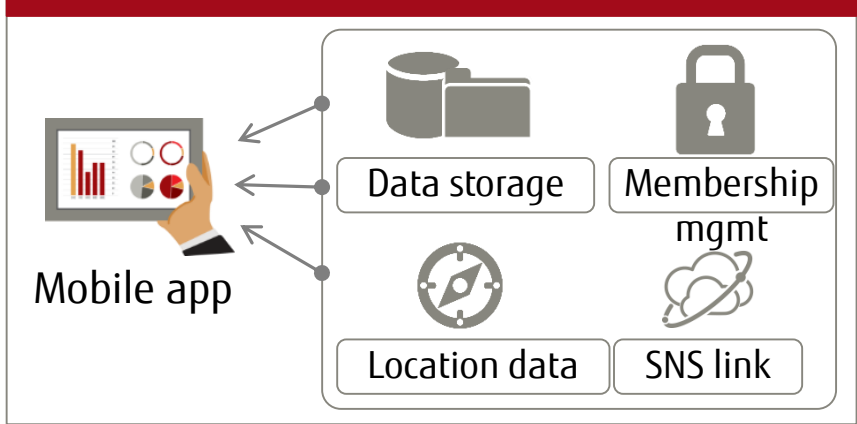 Data storage
Membership
mgmt
Mobile app
Location data
SNS link